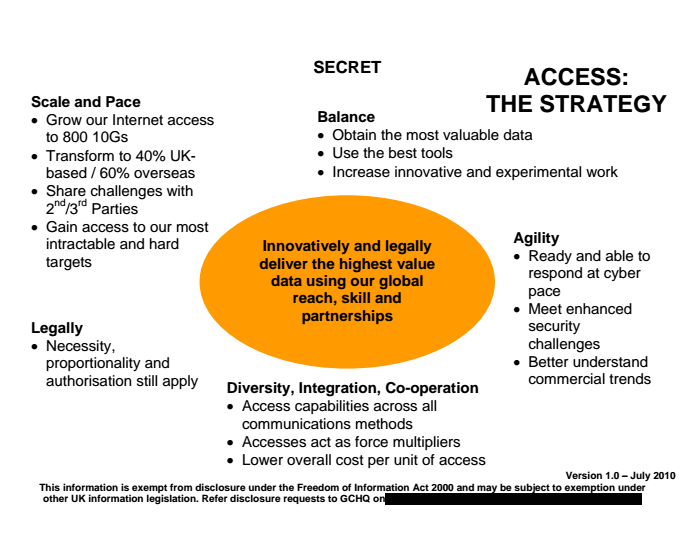 SECRET
ACCESS:
THE STRATEGY
Scale and Pace
• Grow our Internet access
to 800 10Gs
• Transform to 40% UK-
based / 60% overseas
• Share challenges with
2nd/3rd Parties
• Gain access to our most
intractable and hard
targets
Balance
• Obtain the most valuable data
• Use the best tools
• Increase innovative and experimental work
Innovatively and legally
deliver the highest value
data using our global
reach, skill and
partnerships
Agility
• Ready and able to
respond at cyber
pace
• Meet enhanced
security
challenges
• Better understand
commercial trends
Legally
• Necessity,
proportionality and
authorisation still apply
Diversity, Integration, Co-operation
• Access capabilities across all
communications methods
• Accesses act as force multipliers
• Lower overall cost per unit of access
Version 1.0 – July 2010
This information is exempt from disclosure under the Freedom of Information Act 2000 and may be subject to exemption under
other UK information legislation. Refer disclosure requests to GCHQ on